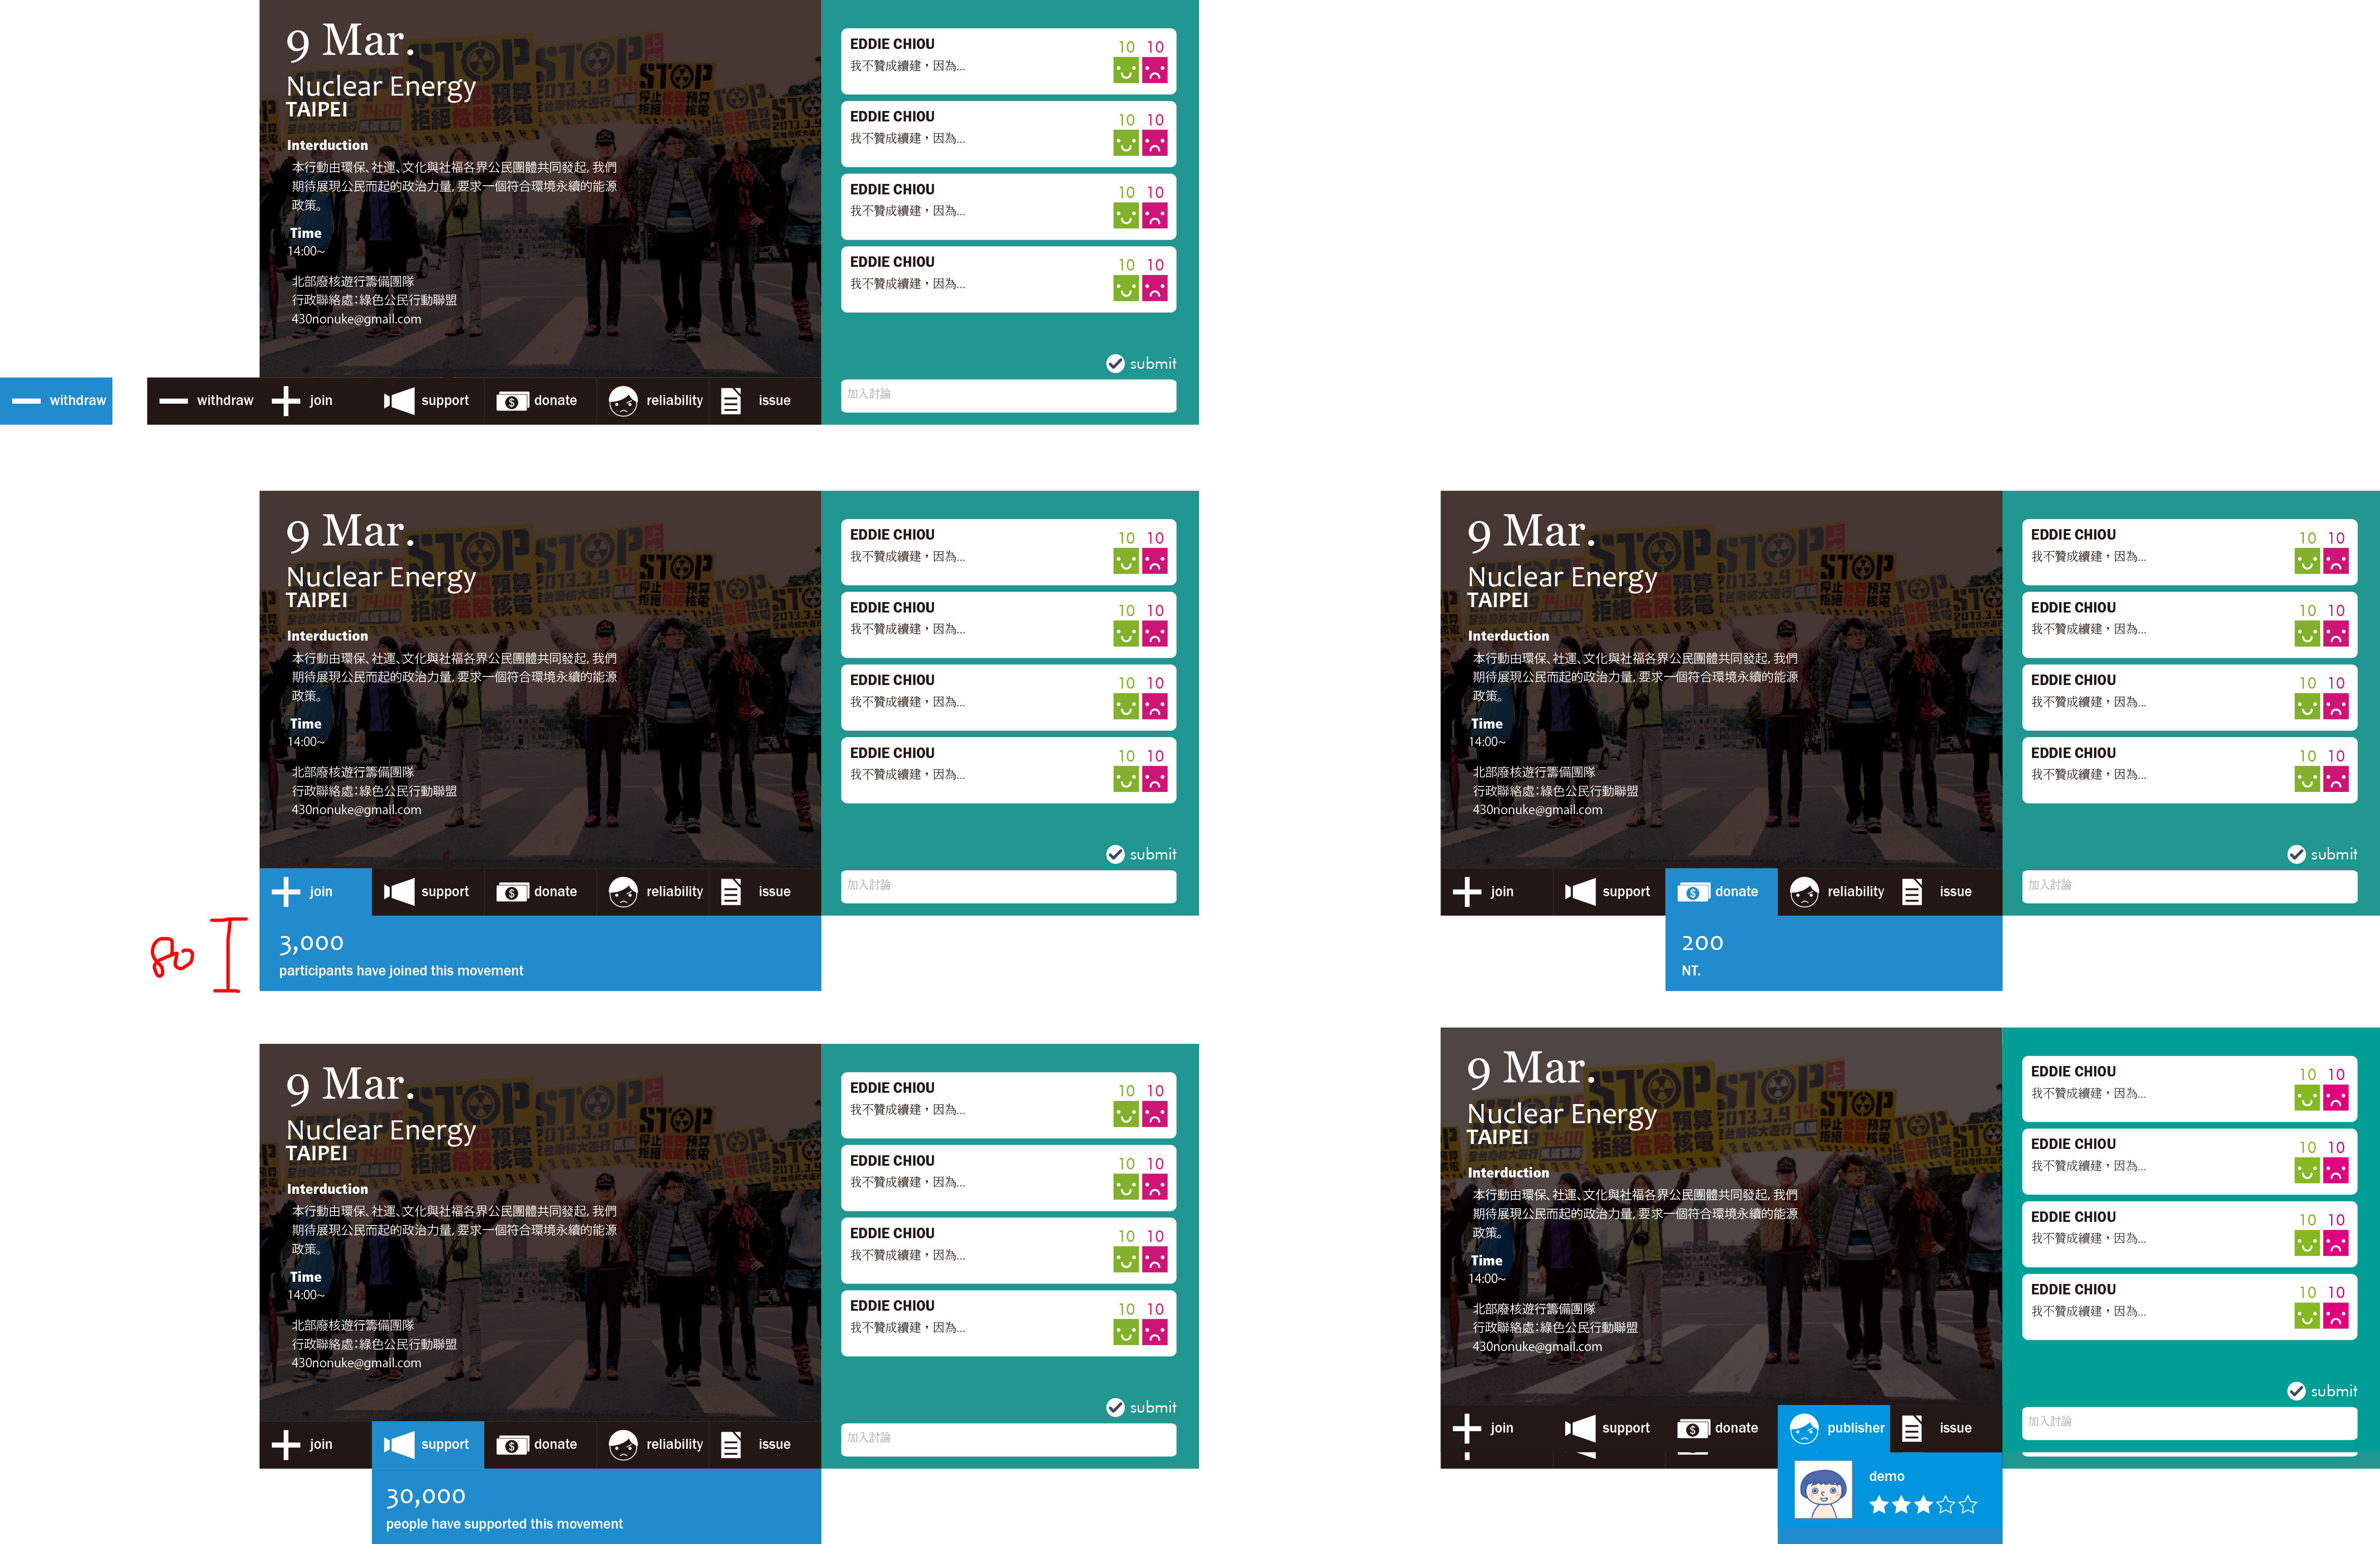 9 Mar.
Nuclear Energy
TAIPEI
Interduction
本行動由環保、社運、文化與社福各界公民團體共同發起, 我們
期待展現公民而起的政治力量, 要求一個符合環境永續的能源
政策。
Time
14:00~
北部廢核遊行籌備團隊
行政聯絡處:綠色公民行動聯盟
430nonuke@gmail.com
EDDIE CHIOU
我不贊成續建，因為...
10 10
EDDIE CHIOU
我不贊成續建，因為...
10 10
EDDIE CHIOU
我不贊成續建，因為...
10 10
EDDIE CHIOU
我不贊成續建，因為...
10 10
submit
加入討論
withdraw
withdraw
join
support
donate
reliability
issue
9 Mar.
Nuclear Energy
TAIPEI
Interduction
本行動由環保、社運、文化與社福各界公民團體共同發起, 我們
期待展現公民而起的政治力量, 要求一個符合環境永續的能源
政策。
Time
14:00~
北部廢核遊行籌備團隊
行政聯絡處:綠色公民行動聯盟
430nonuke@gmail.com
EDDIE CHIOU
我不贊成續建，因為...
10 10
EDDIE CHIOU
我不贊成續建，因為...
10 10
EDDIE CHIOU
我不贊成續建，因為...
10 10
EDDIE CHIOU
我不贊成續建，因為...
10 10
submit
加入討論
join
support
donate
reliability
issue
80
3,000
participants have joined this movement
9 Mar.
Nuclear Energy
TAIPEI
Interduction
本行動由環保、社運、文化與社福各界公民團體共同發起, 我們
期待展現公民而起的政治力量, 要求一個符合環境永續的能源
政策。
Time
14:00~
北部廢核遊行籌備團隊
行政聯絡處:綠色公民行動聯盟
430nonuke@gmail.com
EDDIE CHIOU
我不贊成續建，因為...
10 10
EDDIE CHIOU
我不贊成續建，因為...
10 10
EDDIE CHIOU
我不贊成續建，因為...
10 10
EDDIE CHIOU
我不贊成續建，因為...
10 10
submit
加入討論
join
support
donate
reliability
issue
200
NT.
9 Mar.
Nuclear Energy
TAIPEI
Interduction
本行動由環保、社運、文化與社福各界公民團體共同發起, 我們
期待展現公民而起的政治力量, 要求一個符合環境永續的能源
政策。
Time
14:00~
北部廢核遊行籌備團隊
行政聯絡處:綠色公民行動聯盟
430nonuke@gmail.com
EDDIE CHIOU
我不贊成續建，因為...
10 10
EDDIE CHIOU
我不贊成續建，因為...
10 10
EDDIE CHIOU
我不贊成續建，因為...
10 10
EDDIE CHIOU
我不贊成續建，因為...
10 10
submit
加入討論
join
support
donate
reliability
issue
30,000
people have supported this movement
9 Mar.
Nuclear Energy
TAIPEI
Interduction
本行動由環保、社運、文化與社福各界公民團體共同發起, 我們
期待展現公民而起的政治力量, 要求一個符合環境永續的能源
政策。
Time
14:00~
北部廢核遊行籌備團隊
行政聯絡處:綠色公民行動聯盟
430nonuke@gmail.com
EDDIE CHIOU
我不贊成續建，因為...
10 10
EDDIE CHIOU
我不贊成續建，因為...
10 10
EDDIE CHIOU
我不贊成續建，因為...
10 10
EDDIE CHIOU
我不贊成續建，因為...
10 10
submit
加入討論
join
support
donate
publisher
issue
demo